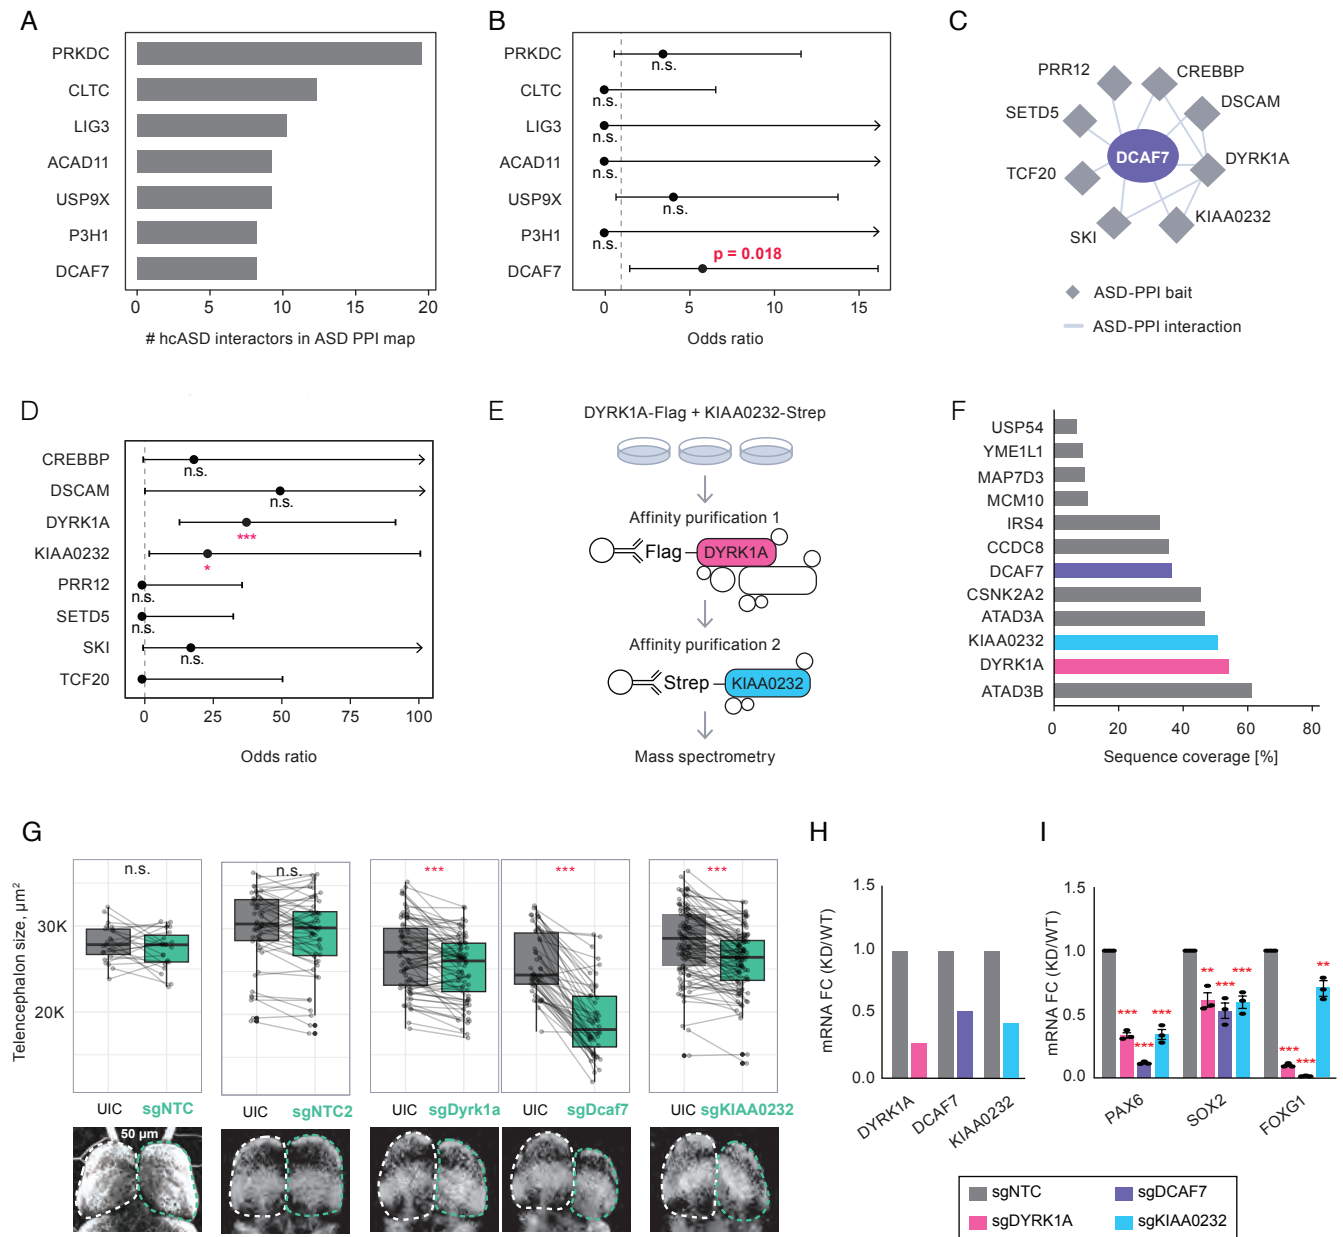 A
PRKDC
CLTC
LIG3
ACAD11
USP9X
P3H1
DCAF7
0 5 10 15 20
# hcASD interactors in ASD PPI map
B
PRKDC
n.s.
CLTC
n.s.
LIG3
n.s.
ACAD11
n.s.
USP9X
n.s.
P3H1
n.s.
p = 0.018
DCAF7
0 5 10 15
Odds ratio
C
PRR12
CREBBP
SETD5
DSCAM
DCAF7
TCF20
DYRK1A
SKI
KIAA0232
ASD-PPI bait
ASD-PPI interaction
D
CREBBP
n.s.
DSCAM
n.s.
DYRK1A
***
KIAA0232
*
PRR12
n.s.
SETD5
n.s.
SKI
n.s.
TCF20
0 25 50 75 100
Odds ratio
E
DYRK1A-Flag + KIAA0232-Strep
Affinity purification 1
Flag
DYRK1A
Affinity purification 2
Strep
KIAA0232
Mass spectrometry
F
USP54
YME1L1
MAP7D3
MCM10
IRS4
CCDC8
DCAF7
CSNK2A2
ATAD3A
KIAA0232
DYRK1A
ATAD3B
0 20 40 60 80
Sequence coverage [%]
G
Telencephalon size, µm²
30K
20K
n.s. n.s. *** *** ***
UIC sgNTC UIC sgNTC2 UIC sgDyrk1a UIC sgDcaf7 UIC sgKIAA0232
50 µm
H
mRNA FC (KD/WT)
1.5
1.0
0.5
0.0
DYRK1A
DCAF7
KIAA0232
I
mRNA FC (KD/WT)
1.5
1.0
0.5
0.0
*** *** ***
** *** ***
*** *** **
PAX6
SOX2
FOXG1
sgNTC sgDCAF7
sgDYRK1A sgKIAA0232